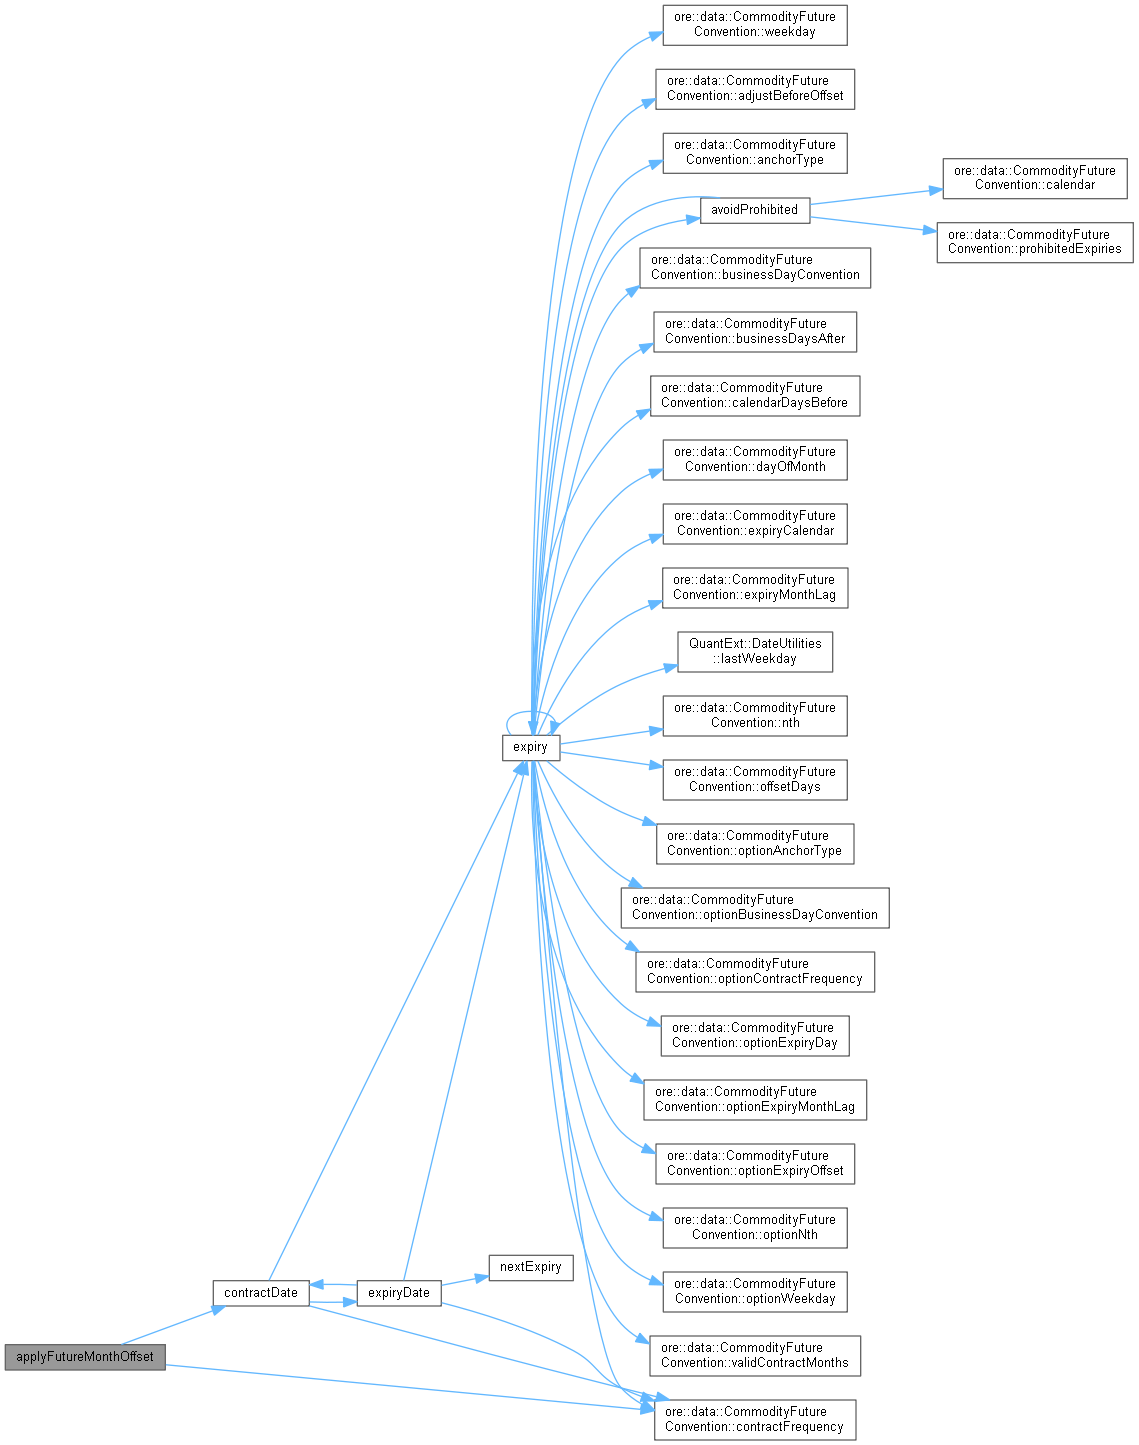 ore::data::CommodityFuture
Convention::weekday
ore::data::CommodityFuture
Convention::adjustBeforeOffset
ore::data::CommodityFuture
Convention::anchorType
avoidProhibited
ore::data::CommodityFuture
Convention::calendar
ore::data::CommodityFuture
Convention::prohibitedExpiries
ore::data::CommodityFuture
Convention::businessDayConvention
ore::data::CommodityFuture
Convention::businessDaysAfter
ore::data::CommodityFuture
Convention::calendarDaysBefore
ore::data::CommodityFuture
Convention::dayOfMonth
ore::data::CommodityFuture
Convention::expiryCalendar
ore::data::CommodityFuture
Convention::expiryMonthLag
QuantExt::DateUtilities
::lastWeekday
ore::data::CommodityFuture
Convention::nth
expiry
ore::data::CommodityFuture
Convention::offsetDays
ore::data::CommodityFuture
Convention::optionAnchorType
ore::data::CommodityFuture
Convention::optionBusinessDayConvention
ore::data::CommodityFuture
Convention::optionContractFrequency
ore::data::CommodityFuture
Convention::optionExpiryDay
ore::data::CommodityFuture
Convention::optionExpiryMonthLag
ore::data::CommodityFuture
Convention::optionExpiryOffset
ore::data::CommodityFuture
Convention::optionNth
nextExpiry
ore::data::CommodityFuture
Convention::optionWeekday
contractDate
expiryDate
ore::data::CommodityFuture
Convention::validContractMonths
applyFutureMonthOffset
ore::data::CommodityFuture
Convention::contractFrequency